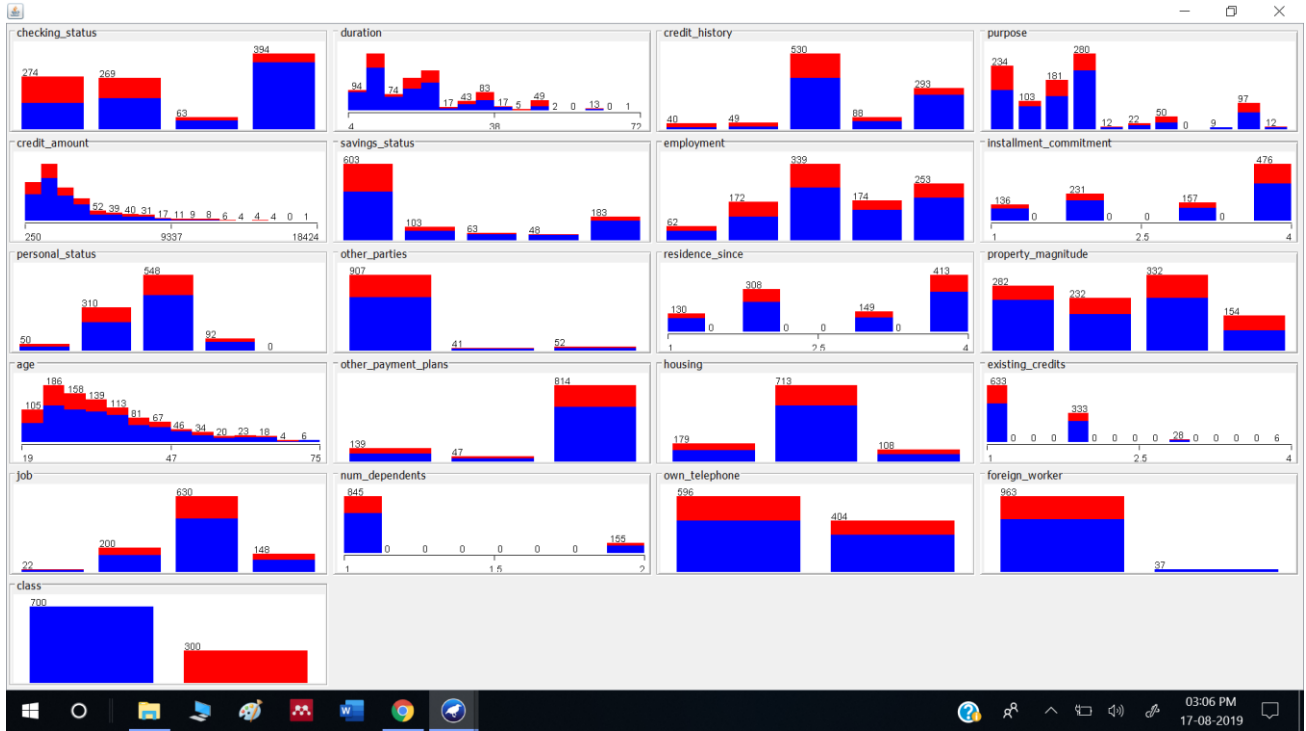 checking_status duration credit_history purpose
274 269 63 394
94 74 17 43 83 17 5 49 2 0 13 0 1
4 38 72
40 49 530 88 293
234 103 181 280 12 22 50 0 9 97 12
credit_amount savings_status employment installment_commitment
52 39 40 31 17 11 9 8 6 4 4 4 0 1
250 9337 18424
603 103 63 48 183
62 172 339 174 253
136 0 231 0 0 157 0 476
1 2.5 4
personal_status other_parties residence_since property_magnitude
50 310 548 92 0
907 41 52
130 0 308 0 0 149 0 413
1 2.5 4
282 232 332 154
age other_payment_plans housing existing_credits
105 186 158 139 113 81 67 46 34 20 23 18 4 6
19 47 75
139 47 814
179 713 108
633 0 0 0 333 0 0 0 0 28 0 0 0 0 6
1 2.5 4
job num_dependents own_telephone foreign_worker
22 200 630 148
845 0 0 0 0 0 0 155
1 1.5 2
596 404
963 37
class
700 300
03:06 PM
17-08-2019